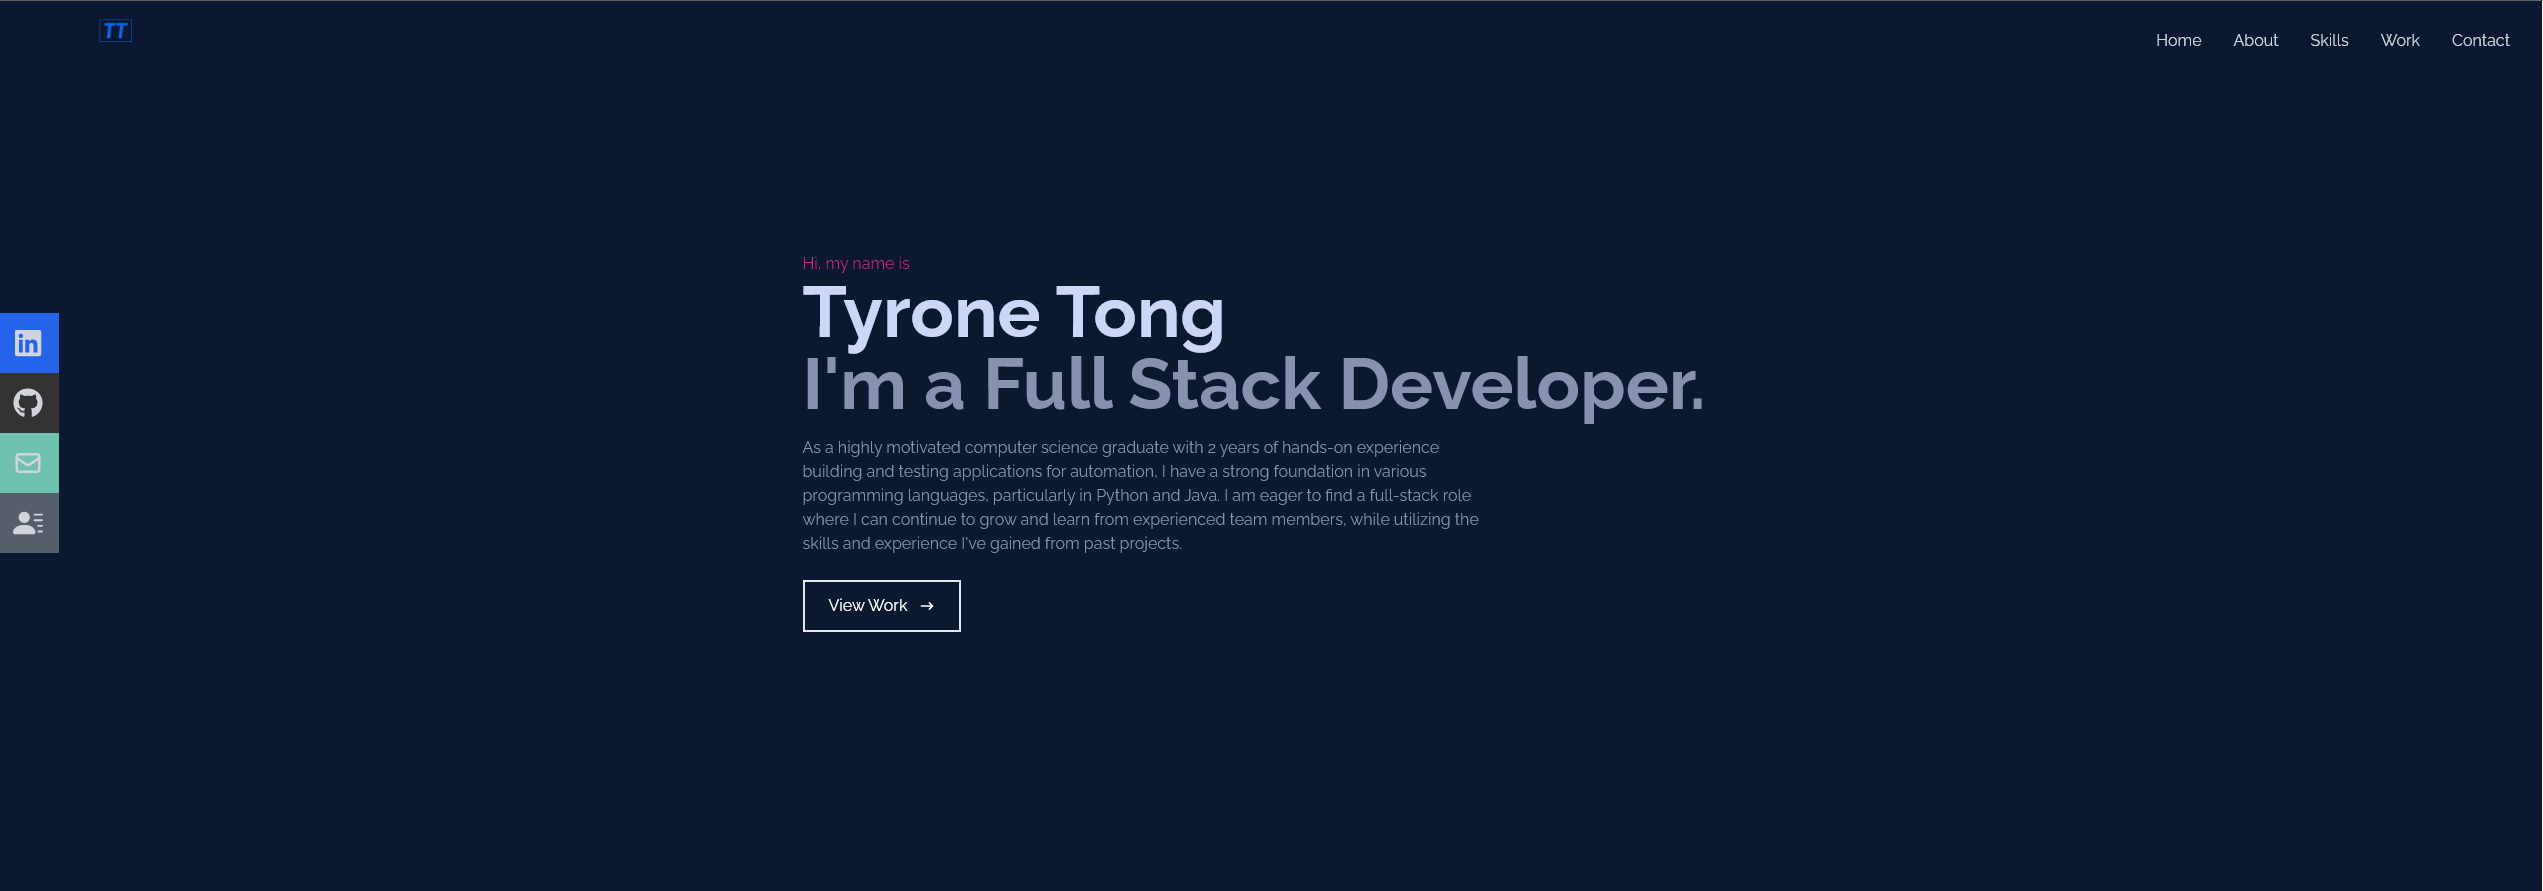 TT
Home About Skills Work Contact
Hi. my name is
Tyrone Tong
I'm a Full Stack Developer.
As a highly motivated computer science graduate with 2 years of hands-on experience
building and testing applications for automation, I have a strong foundation in various
programming languages, particularly in Python and Java. I am eager to find a full-stack role
where I can continue to grow and learn from experienced team members, while utilizing the
skills and experience I've gained from past projects.
View Work →
in